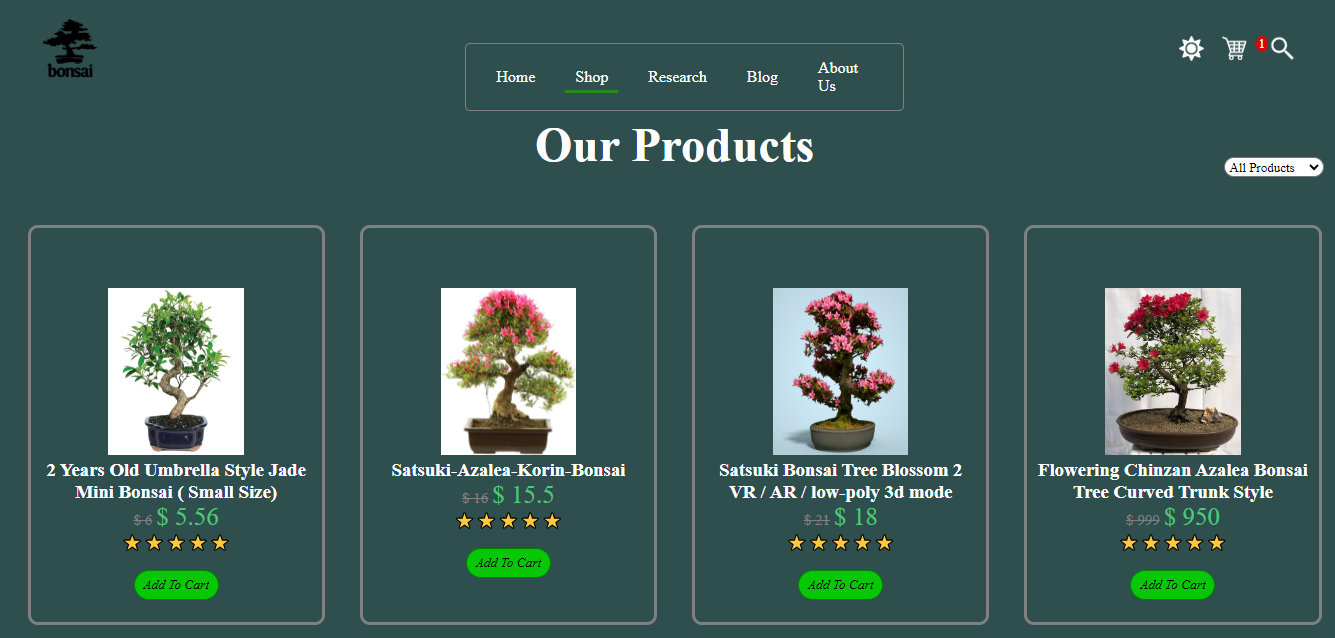 bonsai
Home
Shop
Research
Blog
About
Us
1
Our Products
All Products
2 Years Old Umbrella Style Jade
Mini Bonsai ( Small Size)
$ 6 $ 5.56
Add To Cart
Satsuki-Azalea-Korin-Bonsai
$ 16 $ 15.5
Add To Cart
Satsuki Bonsai Tree Blossom 2
VR / AR / low-poly 3d mode
$ 21 $ 18
Add To Cart
Flowering Chinzan Azalea Bonsai
Tree Curved Trunk Style
$ 999 $ 950
Add To Cart